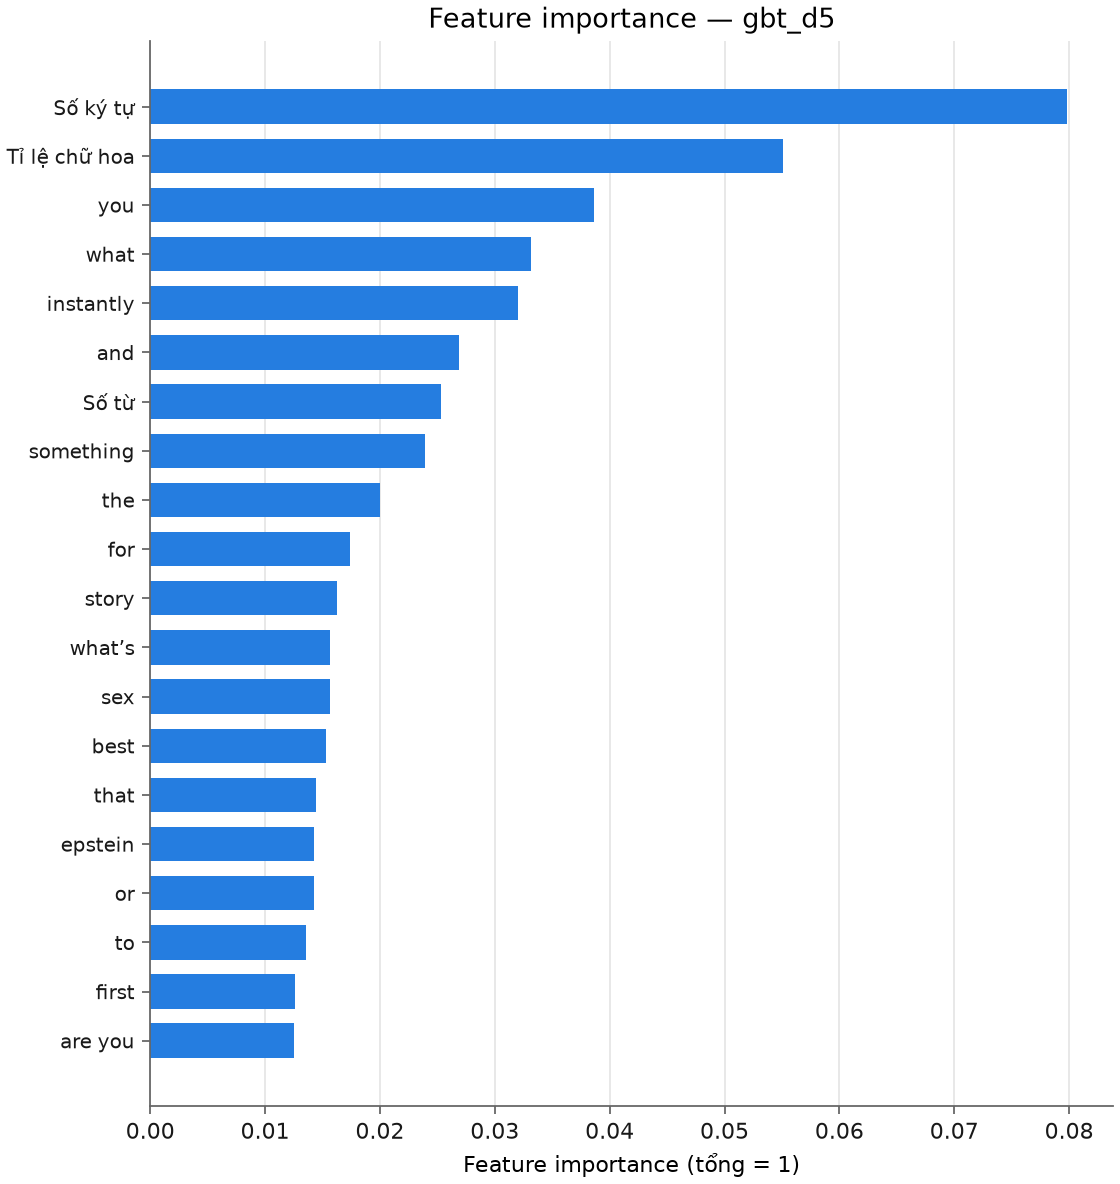 Feature importance — gbt_d5
Số ký tự
Tỉ lệ chữ hoa
you
what
instantly
and
Số từ
something
the
for
story
what’s
sex
best
that
epstein
or
to
first
are you
0.00 0.01 0.02 0.03 0.04 0.05 0.06 0.07 0.08
Feature importance (tổng = 1)